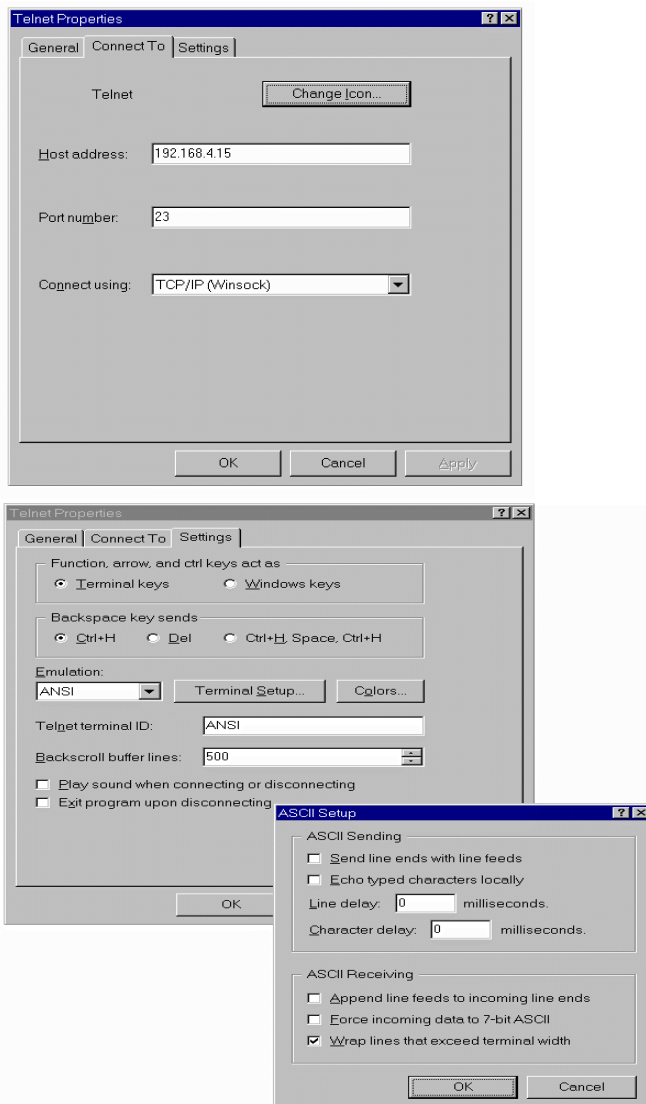 Telnet Properties
General Connect To Settings
Telnet Change Icon...
Host address: 192.168.4.15
Port number: 23
Connect using: TCP/IP (Winsock)
OK Cancel Apply
Telnet Properties
General Connect To Settings
Function, arrow, and ctrl keys act as
Terminal keys Windows keys
Backspace key sends
Ctrl+H Del Ctrl+H, Space, Ctrl+H
Emulation:
ANSI Terminal Setup... Colors...
Telnet terminal ID: ANSI
Backscroll buffer lines: 500
Play sound when connecting or disconnecting
Exit program upon disconnecting
OK
ASCII Setup
ASCII Sending
Send line ends with line feeds
Echo typed characters locally
Line delay: 0 milliseconds.
Character delay: 0 milliseconds.
ASCII Receiving
Append line feeds to incoming line ends
Force incoming data to 7-bit ASCII
Wrap lines that exceed terminal width
OK Cancel